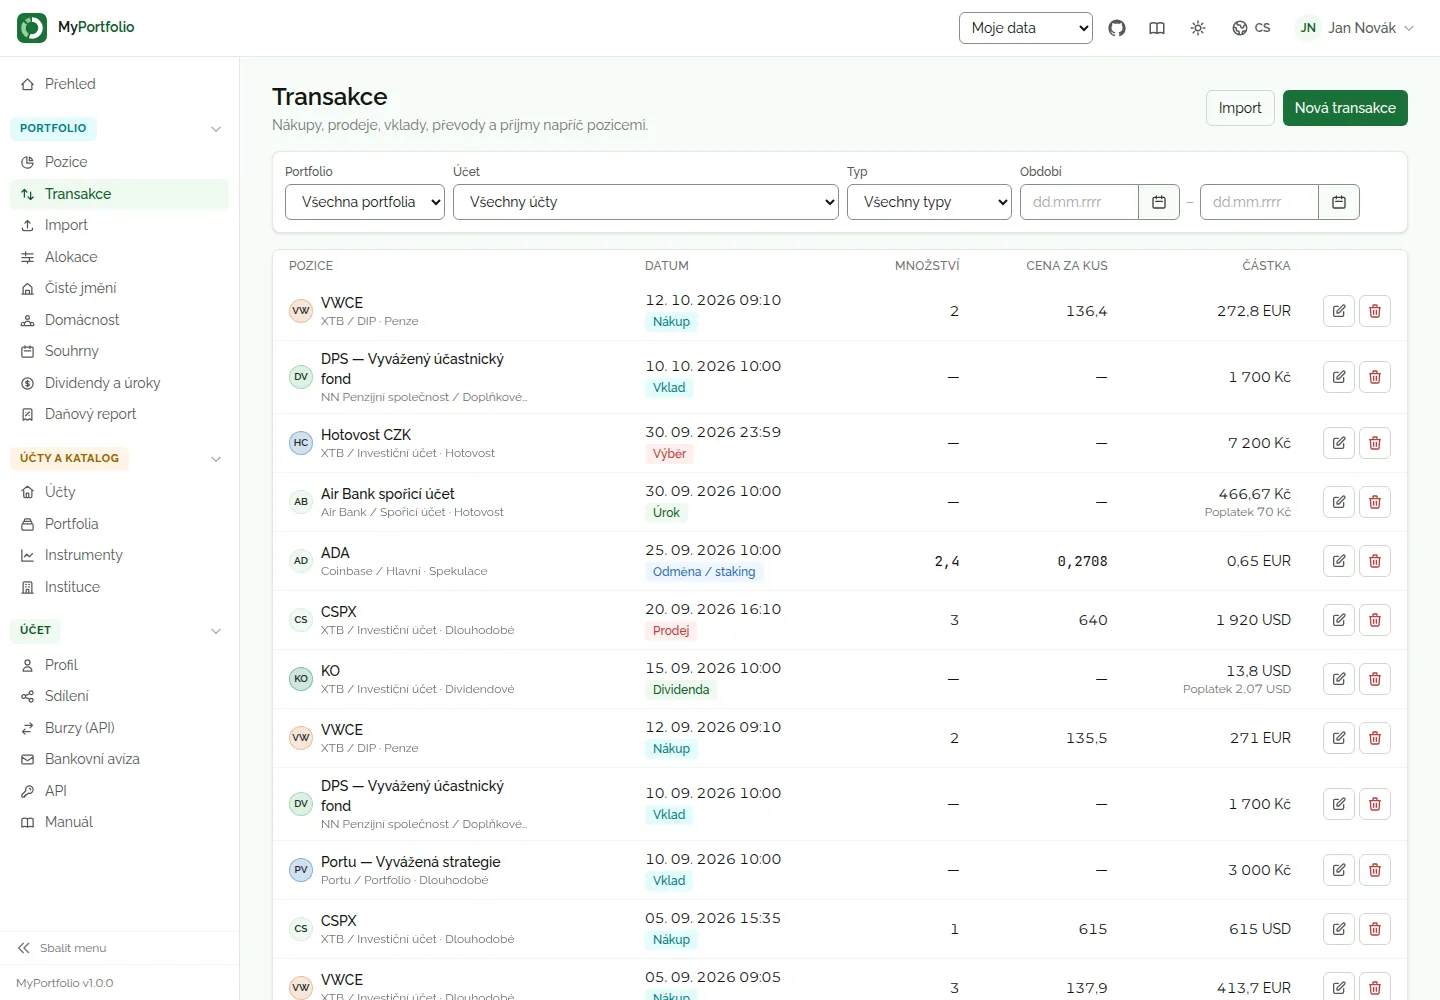 MyPortfolio
Moje data
CS
JN
Jan Novák
Přehled
PORTFOLIO
Pozice
Transakce
Import
Alokace
Čisté jmění
Domácnost
Souhrny
Dividendy a úroky
Daňový report
ÚČTY A KATALOG
Účty
Portfolia
Instrumenty
Instituce
ÚČET
Profil
Sdílení
Burzy (API)
Bankovní avíza
API
Manuál
Sbalit menu
MyPortfolio v1.0.0
Transakce
Nákupy, prodeje, vklady, převody a příjmy napříč pozicemi.
Import
Nová transakce
Portfolio Účet Typ Období
Všechna portfolia Všechny účty Všechny typy dd.mm.rrrr – dd.mm.rrrr
POZICE DATUM MNOŽSTVÍ CENA ZA KUS ČÁSTKA
VW VWCE 12. 10. 2026 09:10 2 136,4 272,8 EUR
XTB / DIP · Penze Nákup
DPS — Vyvážený účastnický 10. 10. 2026 10:00
DV fond — — 1 700 Kč
NN Penzijní společnost / Doplňkové… Vklad
HC Hotovost CZK 30. 09. 2026 23:59 — — 7 200 Kč
XTB / Investiční účet · Hotovost Výběr
AB Air Bank spořicí účet 30. 09. 2026 10:00 — — 466,67 Kč
Air Bank / Spořicí účet · Hotovost Úrok Poplatek 70 Kč
AD ADA 25. 09. 2026 10:00 2,4 0,2708 0,65 EUR
Coinbase / Hlavní · Spekulace Odměna / staking
CS CSPX 20. 09. 2026 16:10 3 640 1 920 USD
XTB / Investiční účet · Dlouhodobé Prodej
KO KO 15. 09. 2026 10:00 — — 13,8 USD
XTB / Investiční účet · Dividendové Dividenda Poplatek 2,07 USD
VW VWCE 12. 09. 2026 09:10 2 135,5 271 EUR
XTB / DIP · Penze Nákup
DPS — Vyvážený účastnický 10. 09. 2026 10:00
DV fond — — 1 700 Kč
NN Penzijní společnost / Doplňkové… Vklad
PV Portu — Vyvážená strategie 10. 09. 2026 10:00 — — 3 000 Kč
Portu / Portfolio · Dlouhodobé Vklad
CS CSPX 05. 09. 2026 15:35 1 615 615 USD
XTB / Investiční účet · Dlouhodobé Nákup
VW VWCE 05. 09. 2026 09:05 3 137,9 413,7 EUR
XTB / Investiční účet · Dlouhodobé Nákup